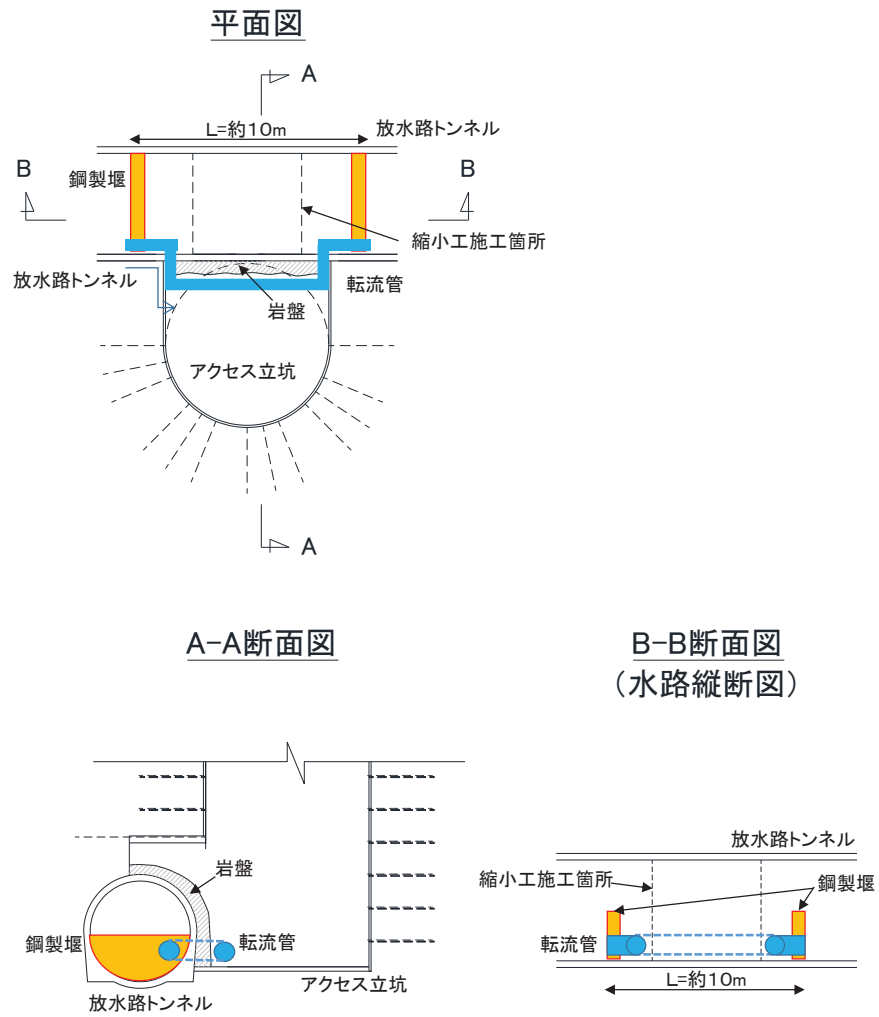 平面図
A
L=約10m
放水路トンネル
B
B
鋼製堰
縮小工施工箇所
放水路トンネル
転流管
岩盤
アクセス立坑
A
A-A断面図
B-B断面図
(水路縦断図)
放水路トンネル
岩盤
縮小工施工箇所
鋼製堰
鋼製堰
転流管
転流管
L=約10m
アクセス立坑
放水路トンネル